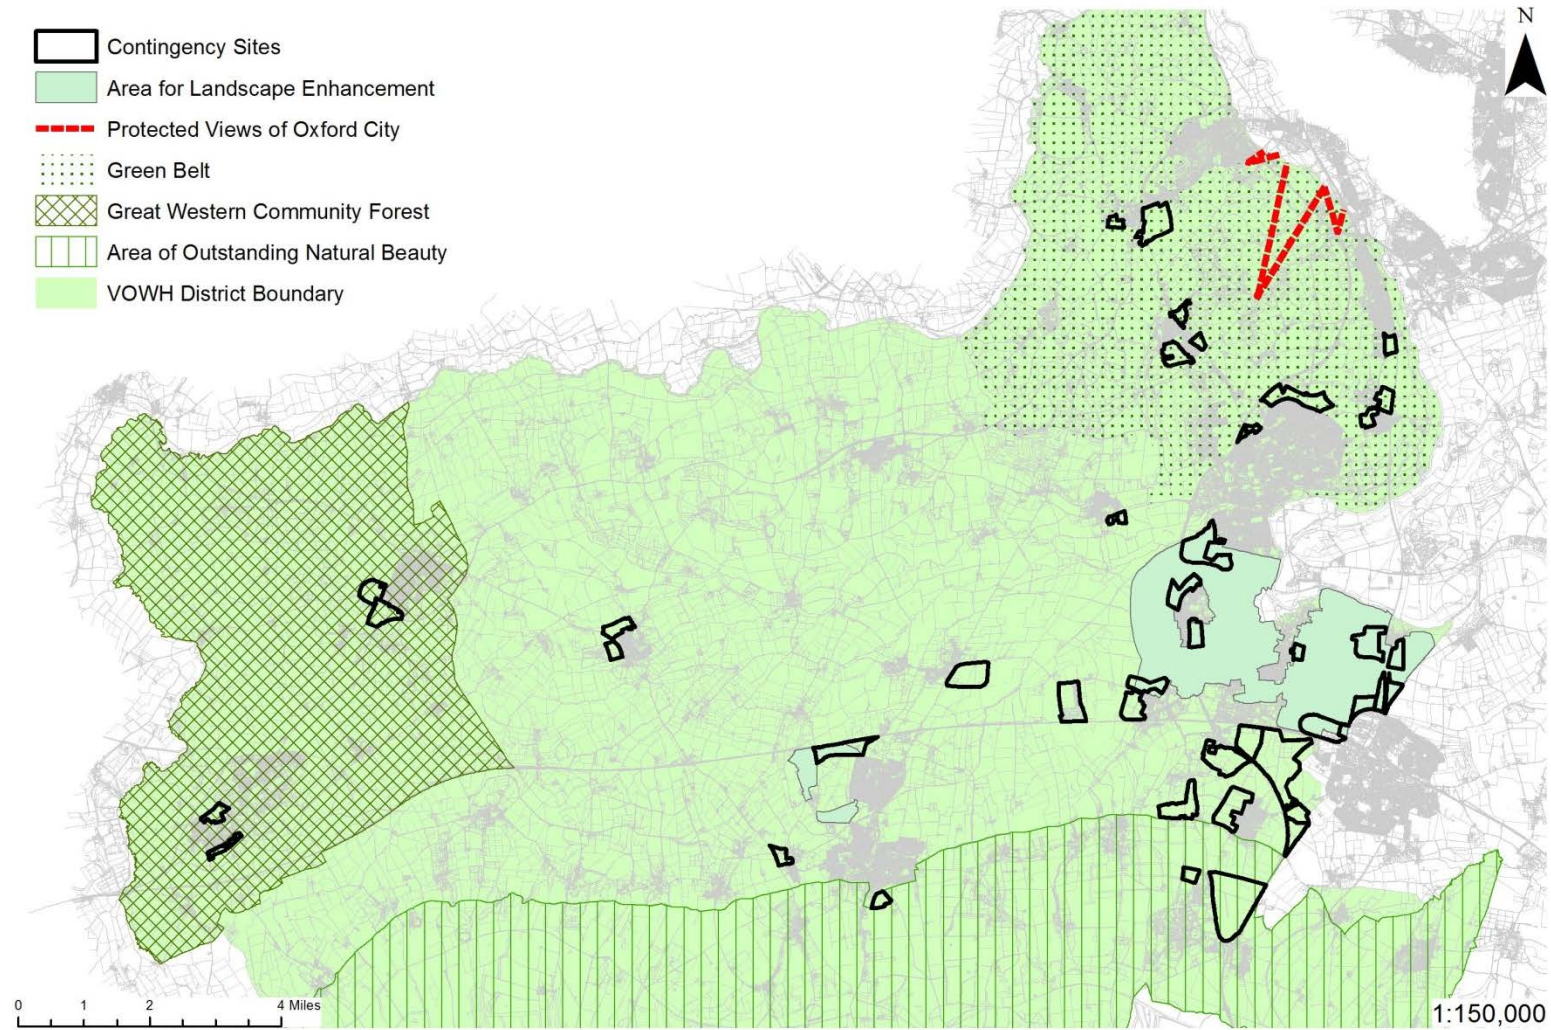 N
Contingency Sites
Area for Landscape Enhancement
Protected Views of Oxford City
Green Belt
Great Western Community Forest
Area of Outstanding Natural Beauty
VOWH District Boundary
0 1 2 4 Miles
1:150,000